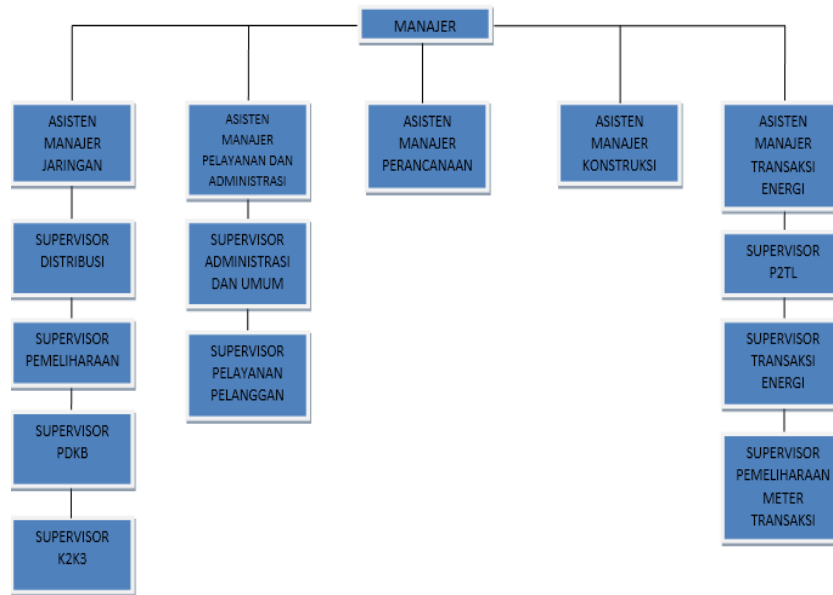 MANAJER
ASISTEN
MANAJER
JARINGAN
SUPERVISOR
DISTRIBUSI
SUPERVISOR
PEMELIHARAAN
SUPERVISOR
PDKB
SUPERVISOR
K2K3
ASISTEN
MANAJER
PELAYANAN DAN
ADMINISTRASI
SUPERVISOR
ADMINISTRASI
DAN UMUM
SUPERVISOR
PELAYANAN
PELANGGAN
ASISTEN
MANAJER
PERANCANAAN
ASISTEN
MANAJER
KONSTRUKSI
ASISTEN
MANAJER
TRANSAKSI
ENERGI
SUPERVISOR
P2TL
SUPERVISOR
TRANSAKSI
ENERGI
SUPERVISOR
PEMELIHARAAN
METER
TRANSAKSI